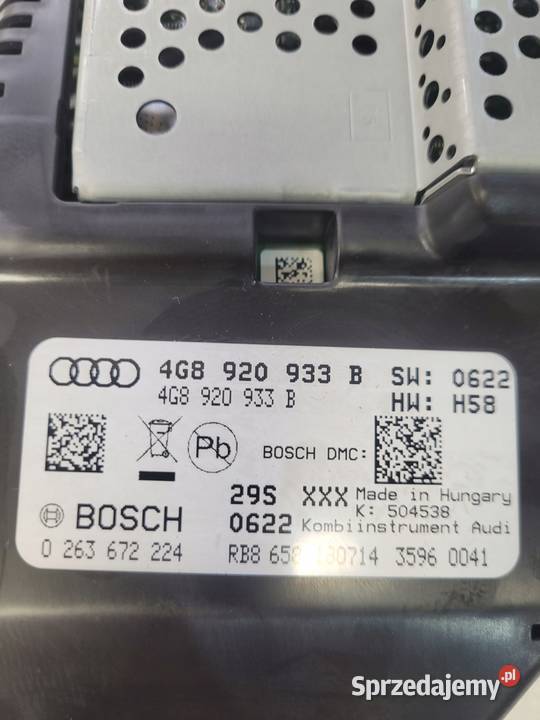 4G8 920 933 B SW: 0622
4G8 920 933 B HW: H58
Pb
BOSCH DMC:
29S XXX Made in Hungary
K: 504538
BOSCH 0622 Kombiinstrument Audi
0 263 672 224 RB8 3596 0041
Sprzedajemy.pl